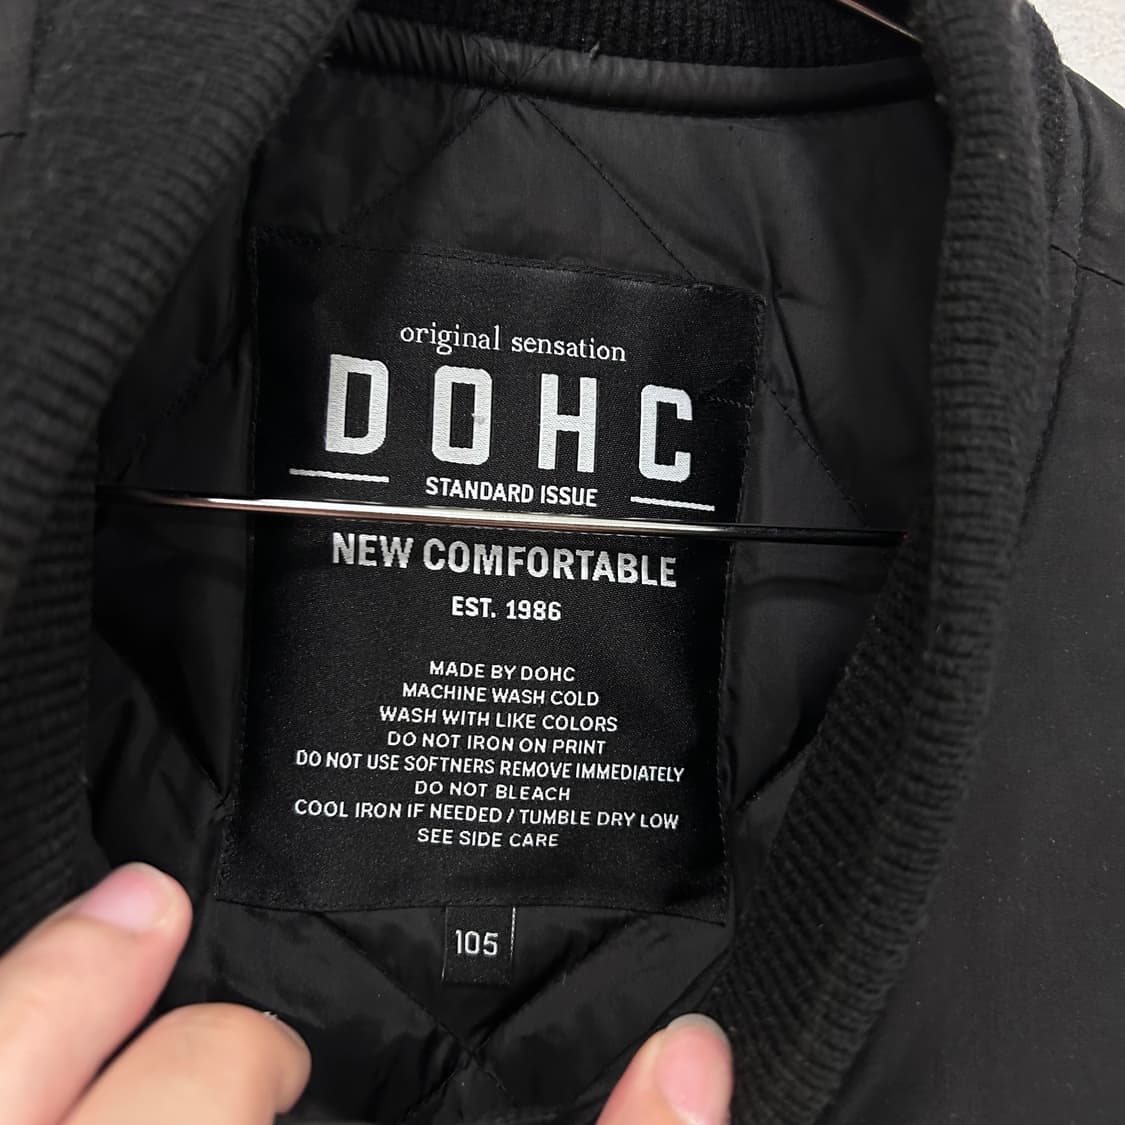 original sensation
DOHC
STANDARD ISSUE
NEW COMFORTABLE
EST. 1986
MADE BY DOHC
MACHINE WASH COLD
WASH WITH LIKE COLORS
DO NOT IRON ON PRINT
DO NOT USE SOFTNERS REMOVE IMMEDIATELY
DO NOT BLEACH
COOL IRON IF NEEDED / TUMBLE DRY LOW
SEE SIDE CARE
105